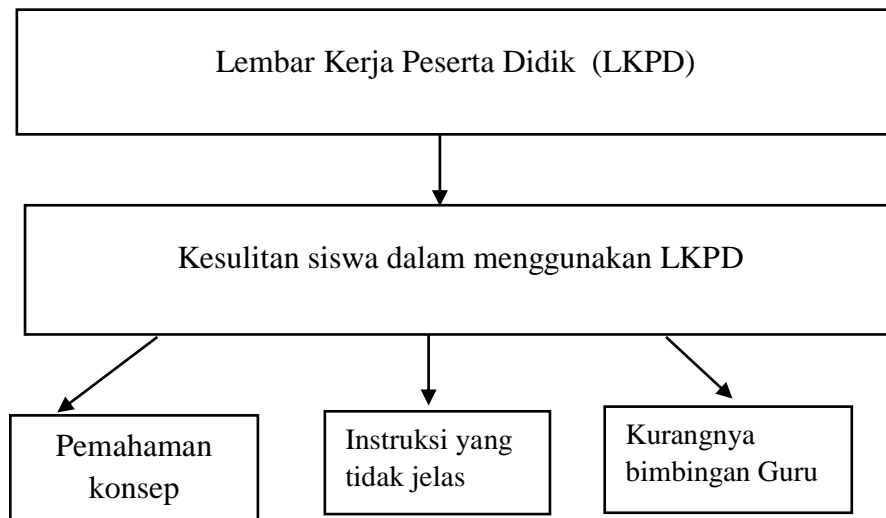 Lembar Kerja Peserta Didik (LKPD)
Kesulitan siswa dalam menggunakan LKPD
Pemahaman
konsep
Instruksi yang
tidak jelas
Kurangnya
bimbingan Guru